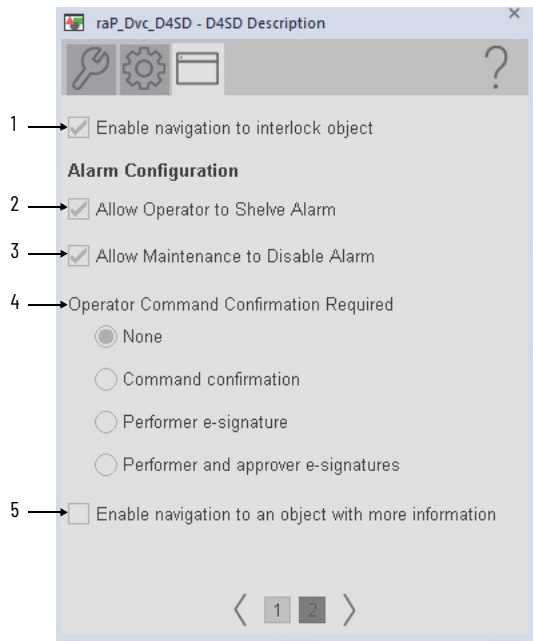 raP_Dvc_D4SD - D4SD Description
?
1 Enable navigation to interlock object
Alarm Configuration
2 Allow Operator to Shelve Alarm
3 Allow Maintenance to Disable Alarm
4 Operator Command Confirmation Required
None
Command confirmation
Performer e-signature
Performer and approver e-signatures
5 Enable navigation to an object with more information
1 2